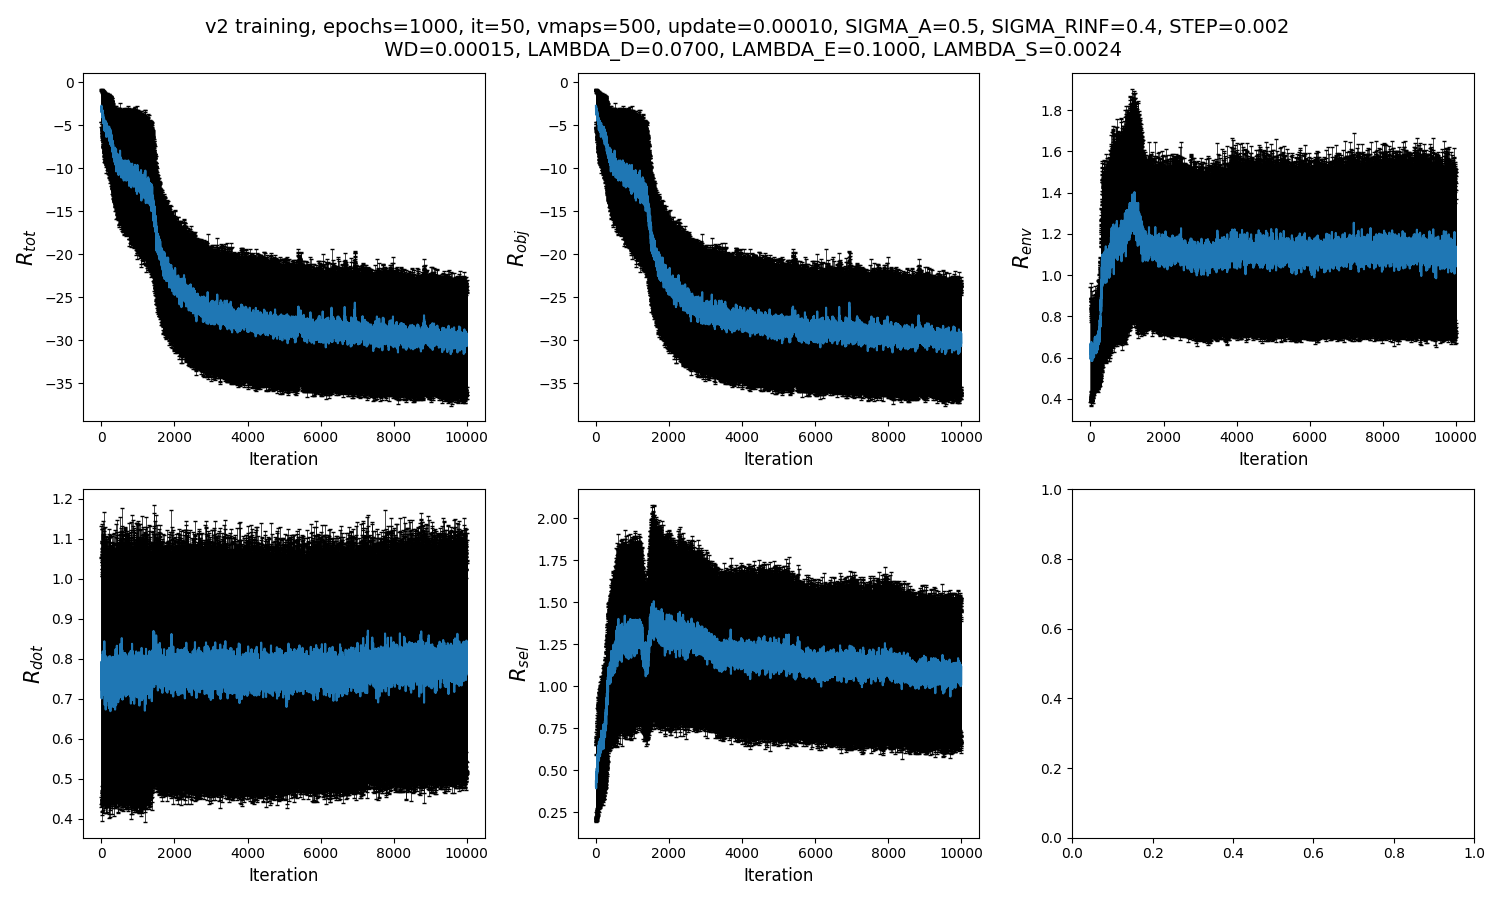 v2 training, epochs=1000, it=50, vmaps=500, update=0.00010, SIGMA_A=0.5, SIGMA_RINF=0.4, STEP=0.002
WD=0.00015, LAMBDA_D=0.0700, LAMBDA_E=0.1000, LAMBDA_S=0.0024
R_tot
0
−5
−10
−15
−20
−25
−30
−35
0 2000 4000 6000 8000 10000
Iteration
R_obj
0
−5
−10
−15
−20
−25
−30
−35
0 2000 4000 6000 8000 10000
Iteration
R_env
1.8
1.6
1.4
1.2
1.0
0.8
0.6
0.4
0 2000 4000 6000 8000 10000
Iteration
R_dot
1.2
1.1
1.0
0.9
0.8
0.7
0.6
0.5
0.4
0 2000 4000 6000 8000 10000
Iteration
R_sel
2.00
1.75
1.50
1.25
1.00
0.75
0.50
0.25
0 2000 4000 6000 8000 10000
Iteration
1.0
0.8
0.6
0.4
0.2
0.0
0.0 0.2 0.4 0.6 0.8 1.0